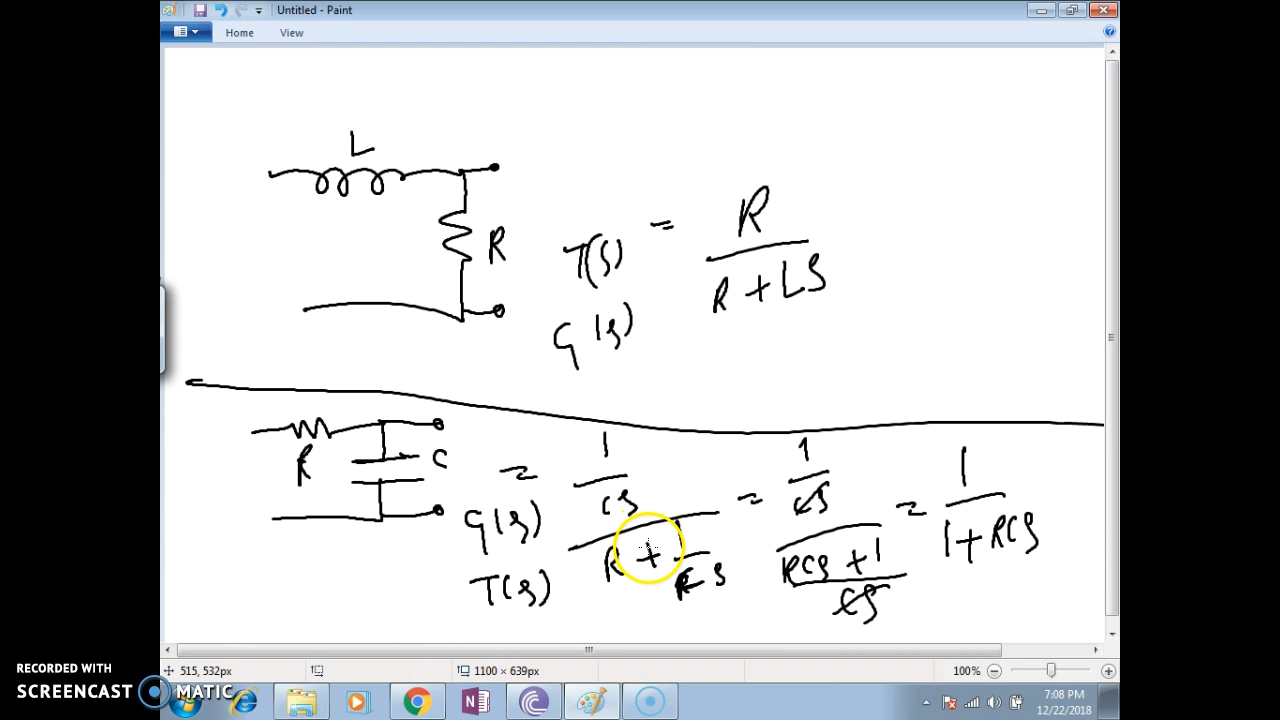 Untitled - Paint
Home View
L
R
T(s) = R / R + LS
G(s)
R
C
G(s) = 1/CS / R + 1/CS = 1/CS / RCS + 1 / CS = 1 / 1 + RCS
T(s)
515, 532px
1100 × 639px
100%
RECORDED WITH
SCREENCAST MATIC
7:08 PM
12/22/2018